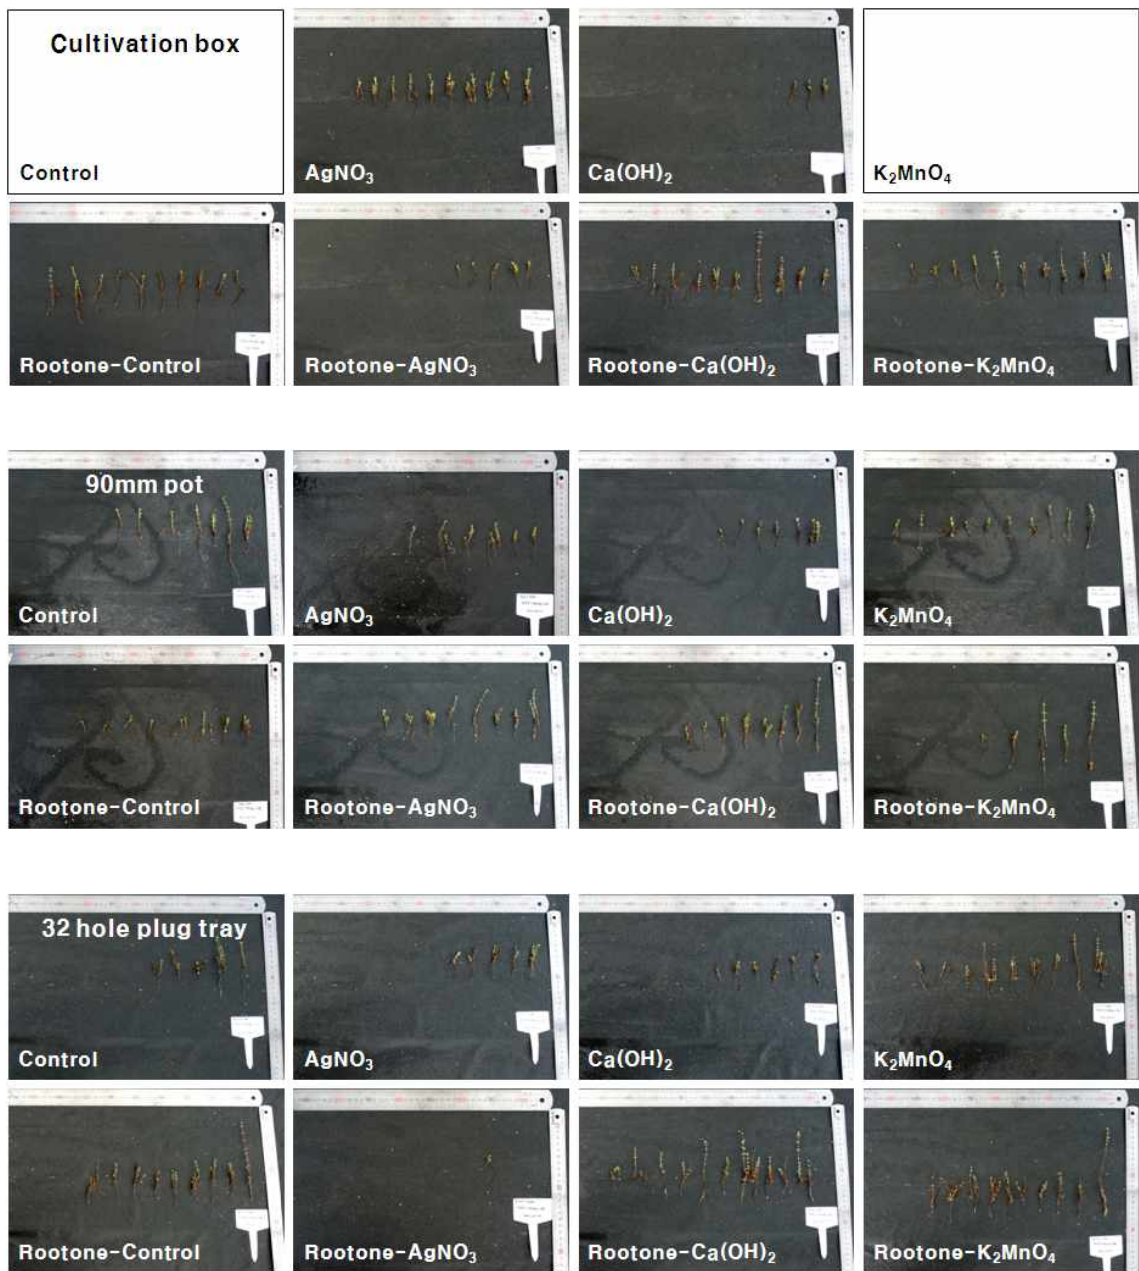 Cultivation box
Control
AgNO₃
Ca(OH)₂
K₂MnO₄
Rootone-Control
Rootone-AgNO₃
Rootone-Ca(OH)₂
Rootone-K₂MnO₄
90mm pot
Control
AgNO₃
Ca(OH)₂
K₂MnO₄
Rootone-Control
Rootone-AgNO₃
Rootone-Ca(OH)₂
Rootone-K₂MnO₄
32 hole plug tray
Control
AgNO₃
Ca(OH)₂
K₂MnO₄
Rootone-Control
Rootone-AgNO₃
Rootone-Ca(OH)₂
Rootone-K₂MnO₄